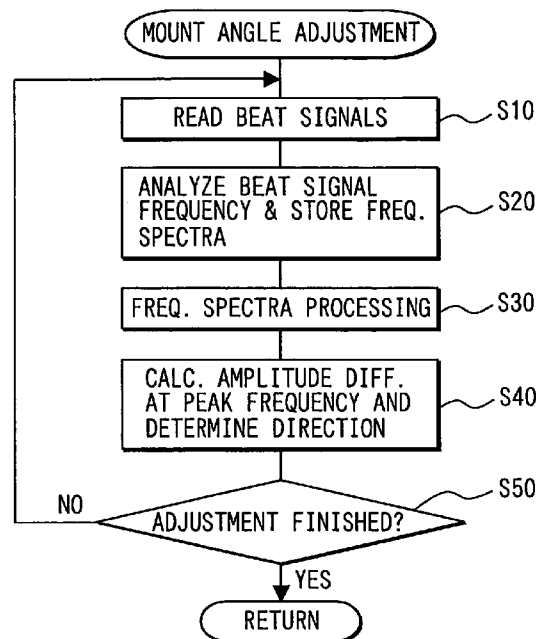 MOUNT ANGLE ADJUSTMENT
READ BEAT SIGNALS
S10
ANALYZE BEAT SIGNAL
FREQUENCY & STORE FREQ.
SPECTRA
S20
FREQ. SPECTRA PROCESSING
S30
CALC. AMPLITUDE DIFF.
AT PEAK FREQUENCY AND
DETERMINE DIRECTION
S40
S50
NO
ADJUSTMENT FINISHED?
YES
RETURN